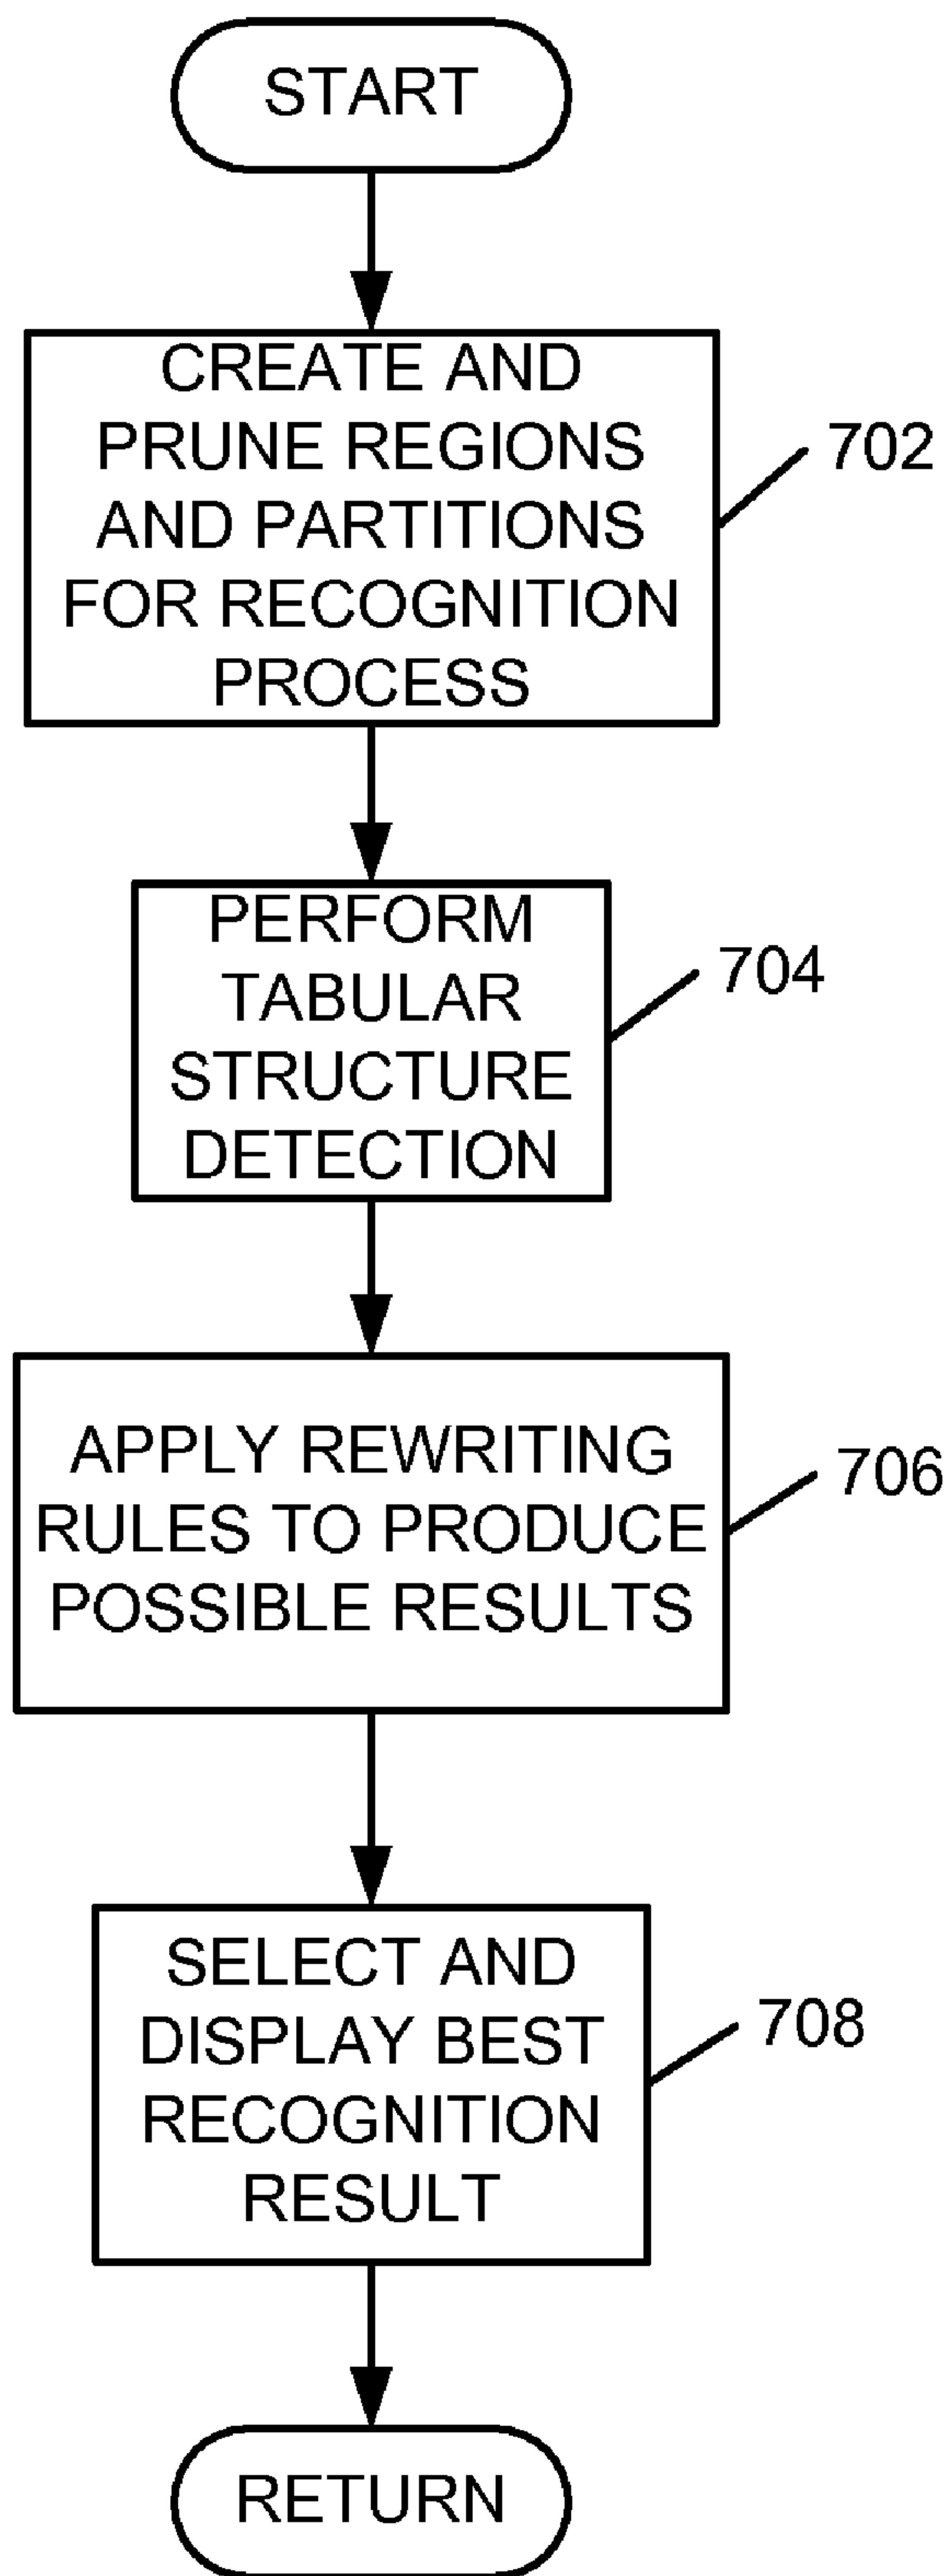 START
CREATE AND
PRUNE REGIONS
AND PARTITIONS
FOR RECOGNITION
PROCESS
702
PERFORM
TABULAR
STRUCTURE
DETECTION
704
APPLY REWRITING
RULES TO PRODUCE
POSSIBLE RESULTS
706
SELECT AND
DISPLAY BEST
RECOGNITION
RESULT
708
RETURN